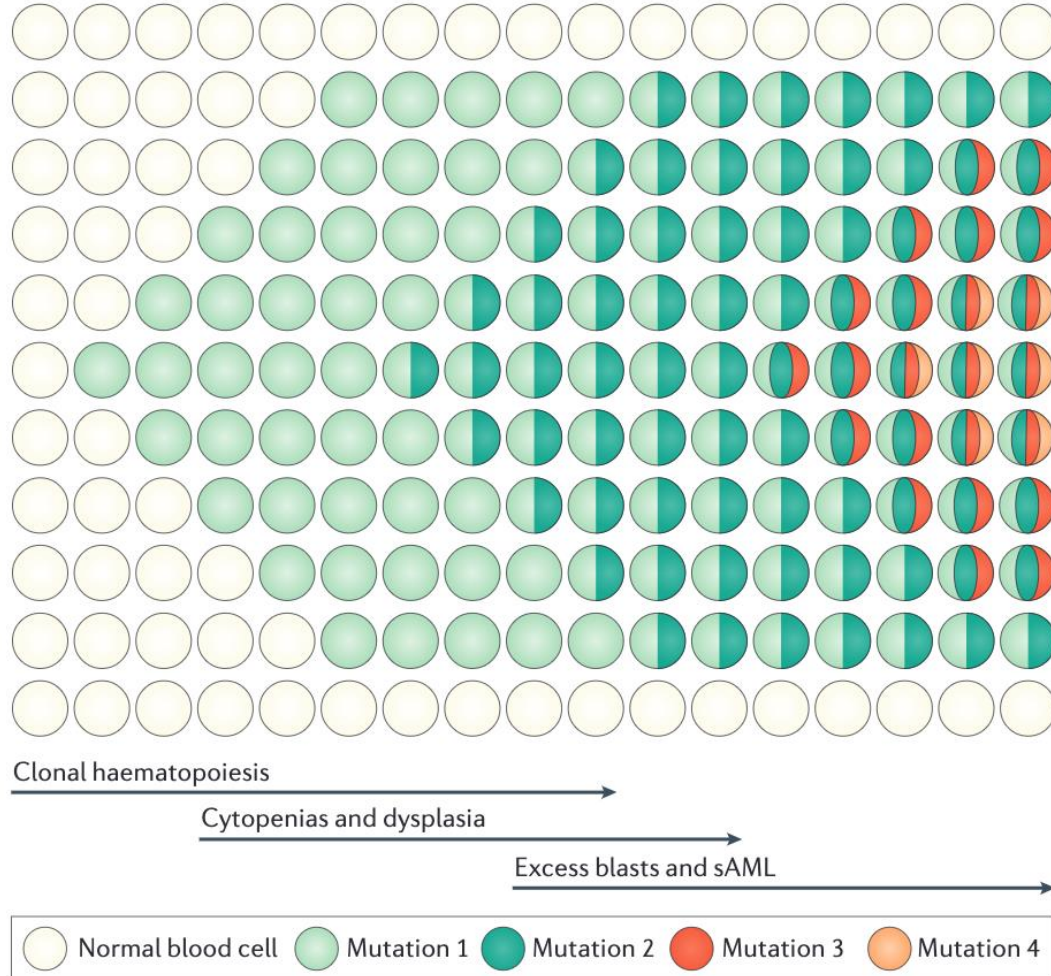 Clonal haematopoiesis
Cytopenias and dysplasia
Excess blasts and sAML
Normal blood cell Mutation 1 Mutation 2 Mutation 3 Mutation 4